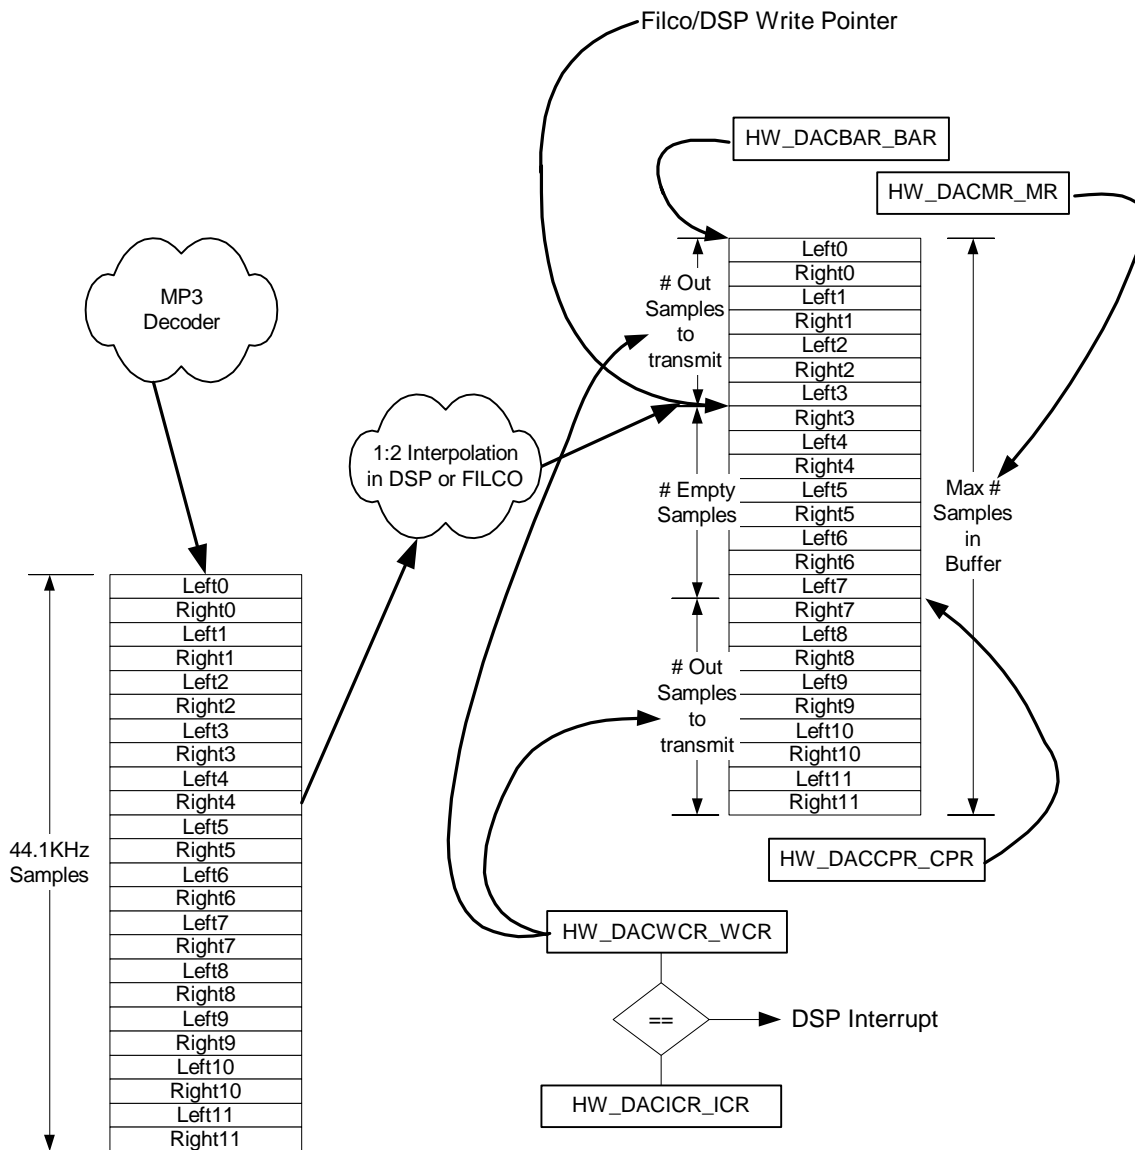 Filco/DSP Write Pointer
HW_DACBAR_BAR
HW_DACMR_MR
MP3
Decoder
1:2 Interpolation
in DSP or FILCO
# Out
Samples
to
transmit
# Empty
Samples
# Out
Samples
to
transmit
Left0
Right0
Left1
Right1
Left2
Right2
Left3
Right3
Left4
Right4
Left5
Right5
Left6
Right6
Left7
Right7
Left8
Right8
Left9
Right9
Left10
Right10
Left11
Right11
Max #
Samples
in
Buffer
44.1KHz
Samples
Left0
Right0
Left1
Right1
Left2
Right2
Left3
Right3
Left4
Right4
Left5
Right5
Left6
Right6
Left7
Right7
Left8
Right8
Left9
Right9
Left10
Right10
Left11
Right11
HW_DACCPR_CPR
HW_DACWCR_WCR
==
DSP Interrupt
HW_DACICR_ICR